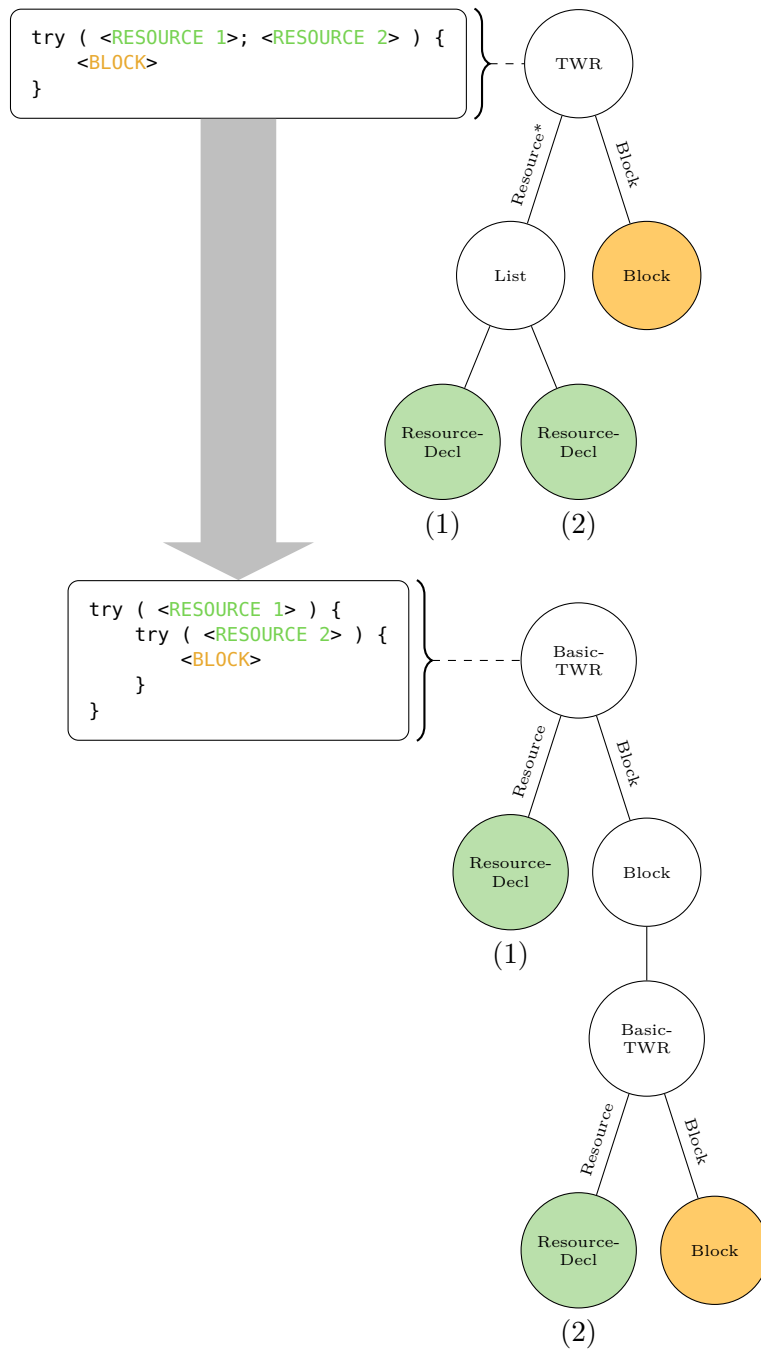 try ( <RESOURCE 1>; <RESOURCE 2> ) {
    <BLOCK>
}
TWR
Resource*
Block
List
Block
Resource-
Decl
Resource-
Decl
(1)
(2)
try ( <RESOURCE 1> ) {
    try ( <RESOURCE 2> ) {
        <BLOCK>
    }
}
Basic-
TWR
Resource
Block
Resource-
Decl
Block
(1)
Basic-
TWR
Resource
Block
Resource-
Decl
Block
(2)